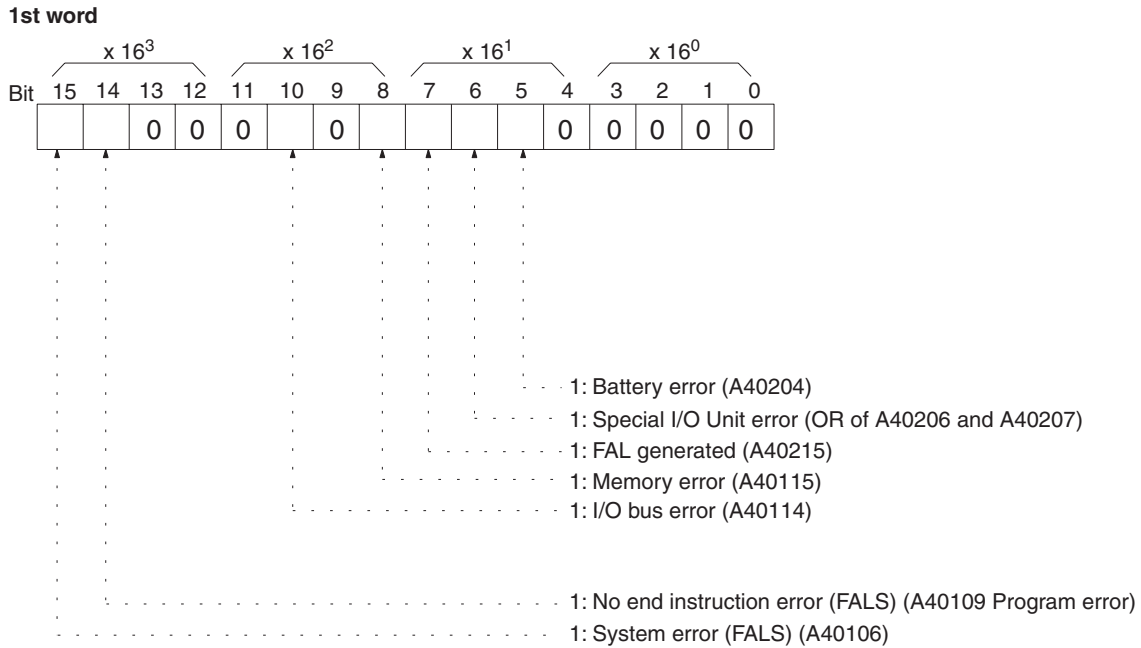 1st word
x 16³ x 16² x 16¹ x 16⁰
Bit 15 14 13 12 11 10 9 8 7 6 5 4 3 2 1 0
0 0 0 0 0 0 0 0 0
1: Battery error (A40204)
1: Special I/O Unit error (OR of A40206 and A40207)
1: FAL generated (A40215)
1: Memory error (A40115)
1: I/O bus error (A40114)
1: No end instruction error (FALS) (A40109 Program error)
1: System error (FALS) (A40106)